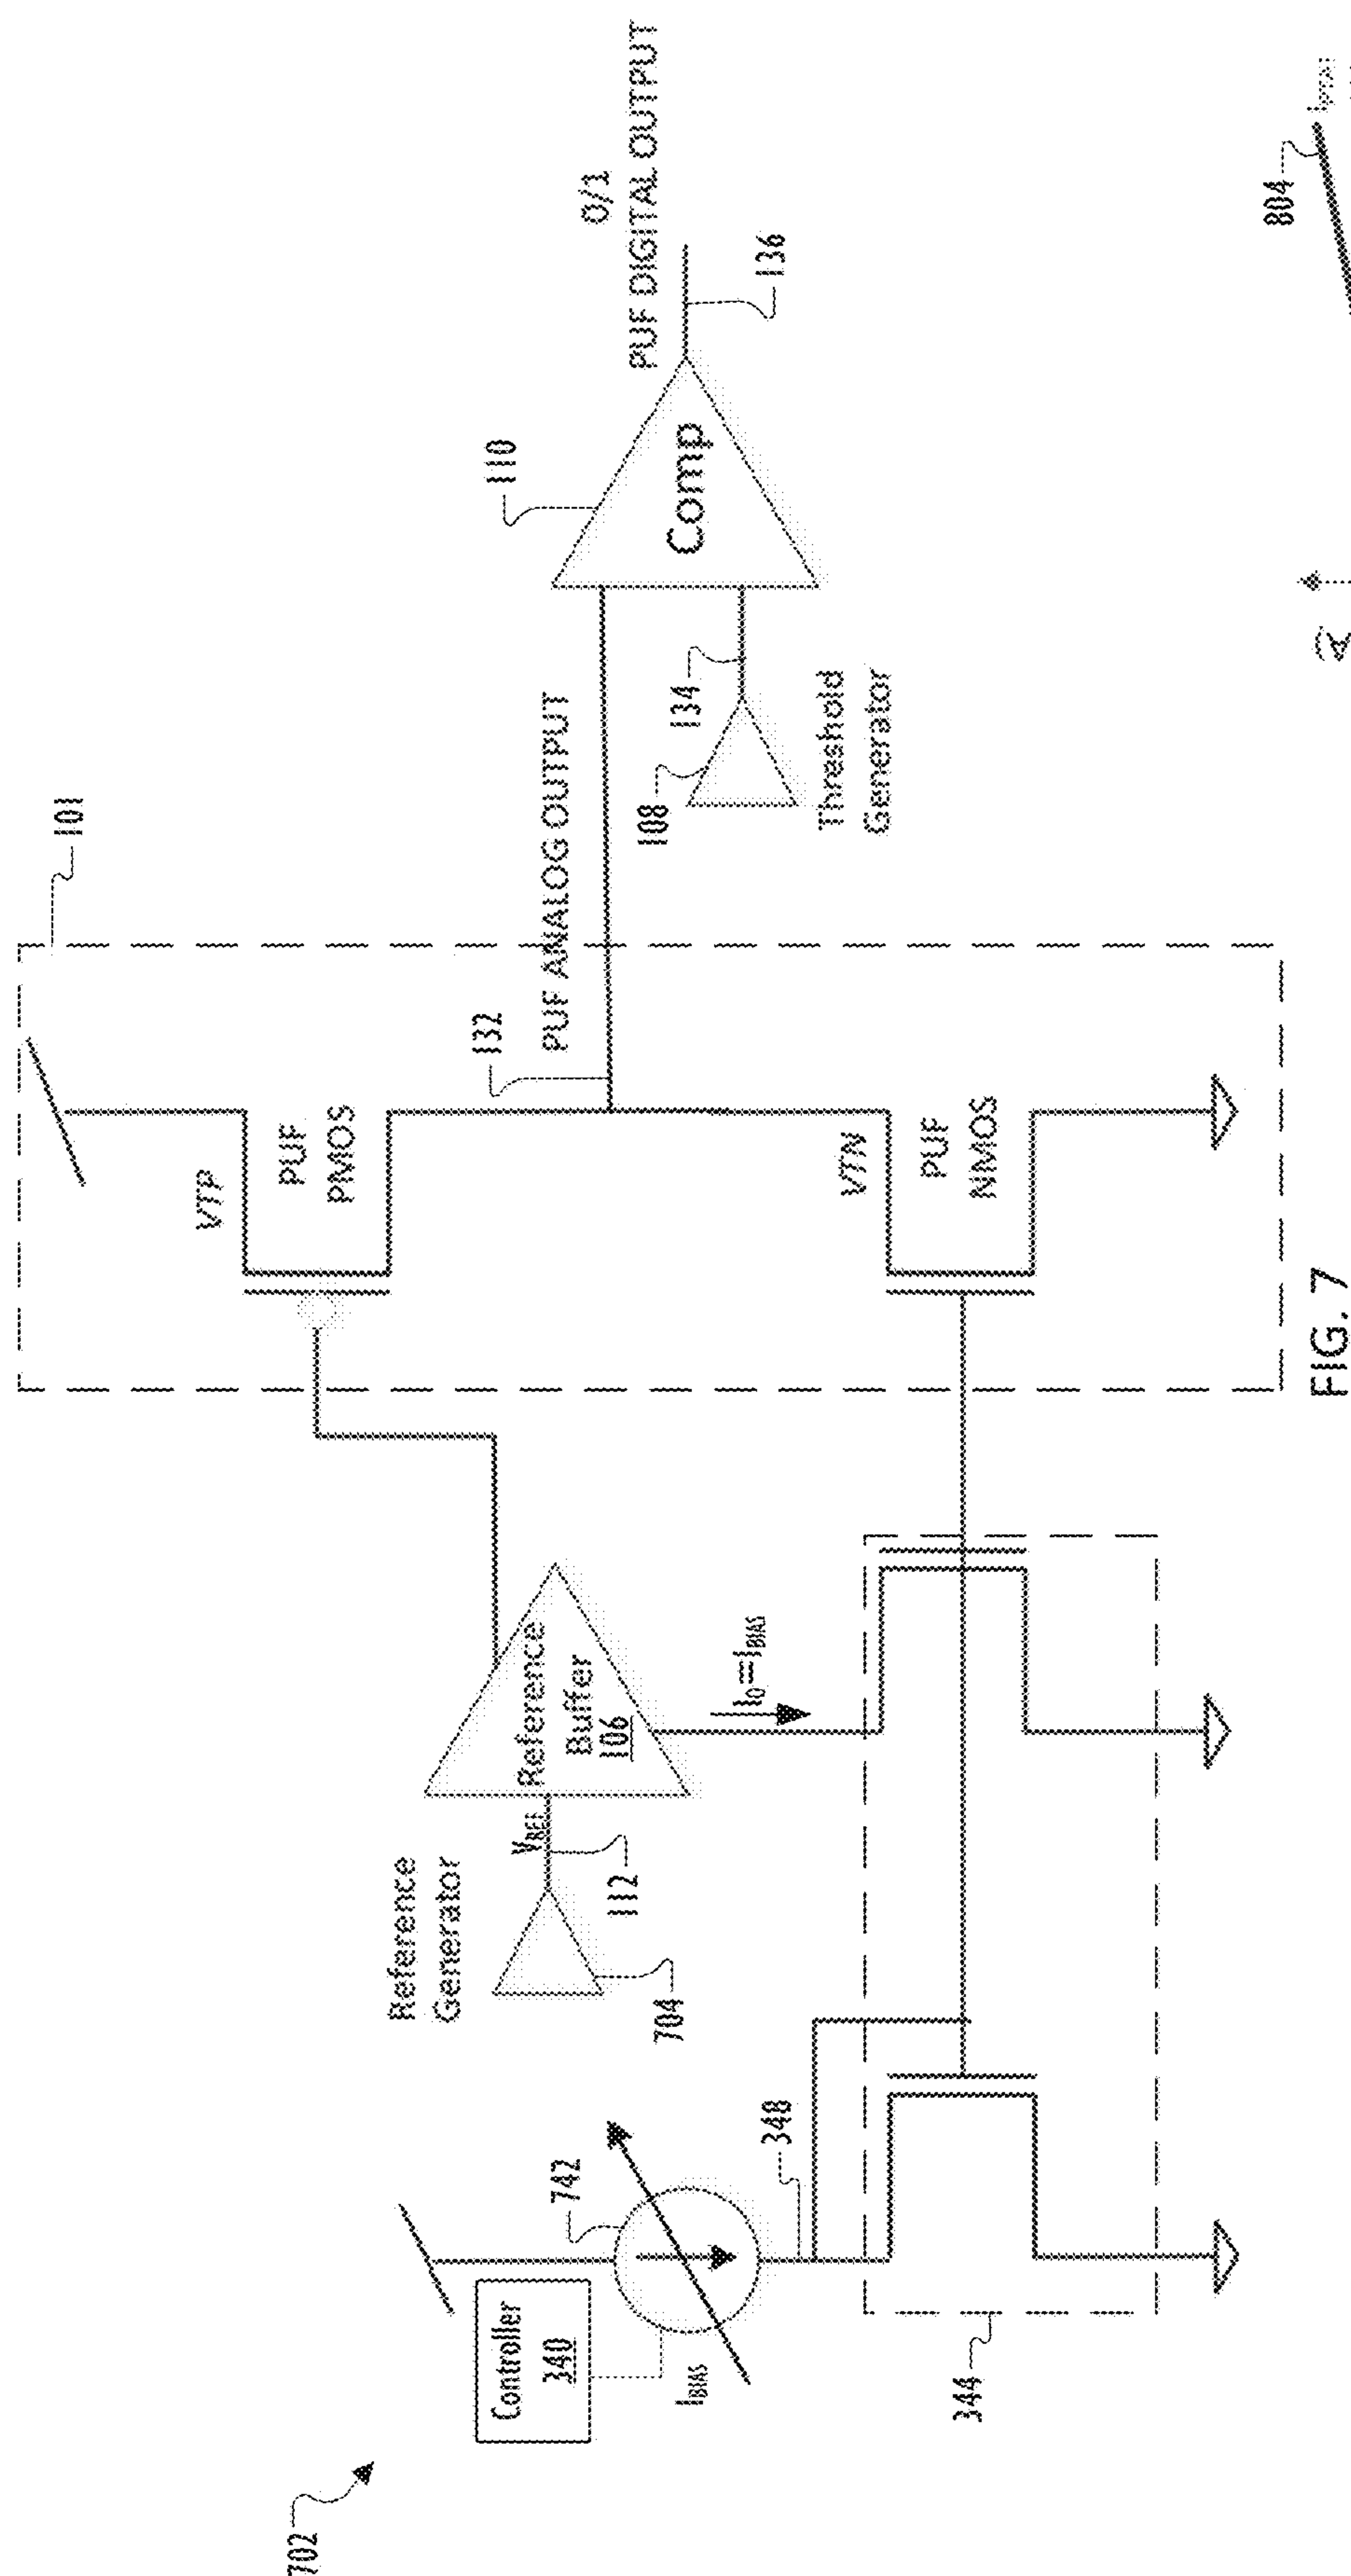 702
Controller
340
I_BIAS
742
348
344
Reference
Generator
704
V_REF
112
Reference
Buffer
106
I_0=I_BIAS
101
VTP
PUF
PMOS
132
PUF ANALOG OUTPUT
VTN
PUF
NMOS
108
134
Threshold
Generator
110
Comp
0/1
PUF DIGITAL OUTPUT
136
FIG. 7
804
(A